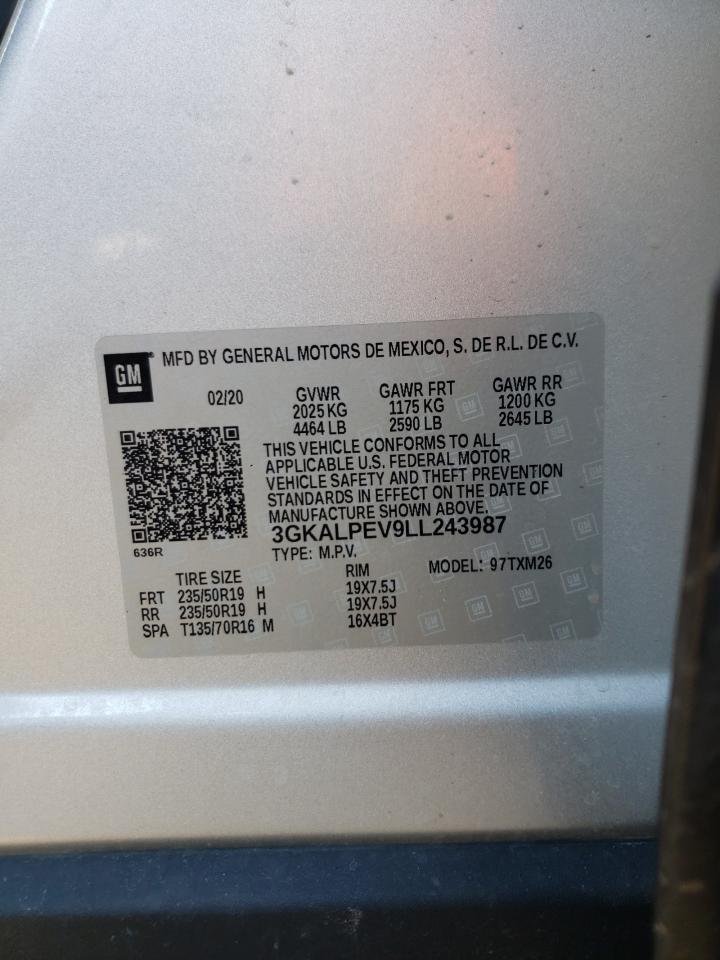 GM ® MFD BY GENERAL MOTORS DE MEXICO, S. DE R.L. DE C.V.
02/20 GVWR GAWR FRT GAWR RR
2025 KG 1175 KG 1200 KG
4464 LB 2590 LB 2645 LB
THIS VEHICLE CONFORMS TO ALL
APPLICABLE U.S. FEDERAL MOTOR
VEHICLE SAFETY AND THEFT PREVENTION
STANDARDS IN EFFECT ON THE DATE OF
MANUFACTURE SHOWN ABOVE.
3GKALPEV9LL243987
636R
TYPE: M.P.V. MODEL: 97TXM26
TIRE SIZE RIM
FRT 235/50R19 H 19X7.5J
RR 235/50R19 H 19X7.5J
SPA T135/70R16 M 16X4BT